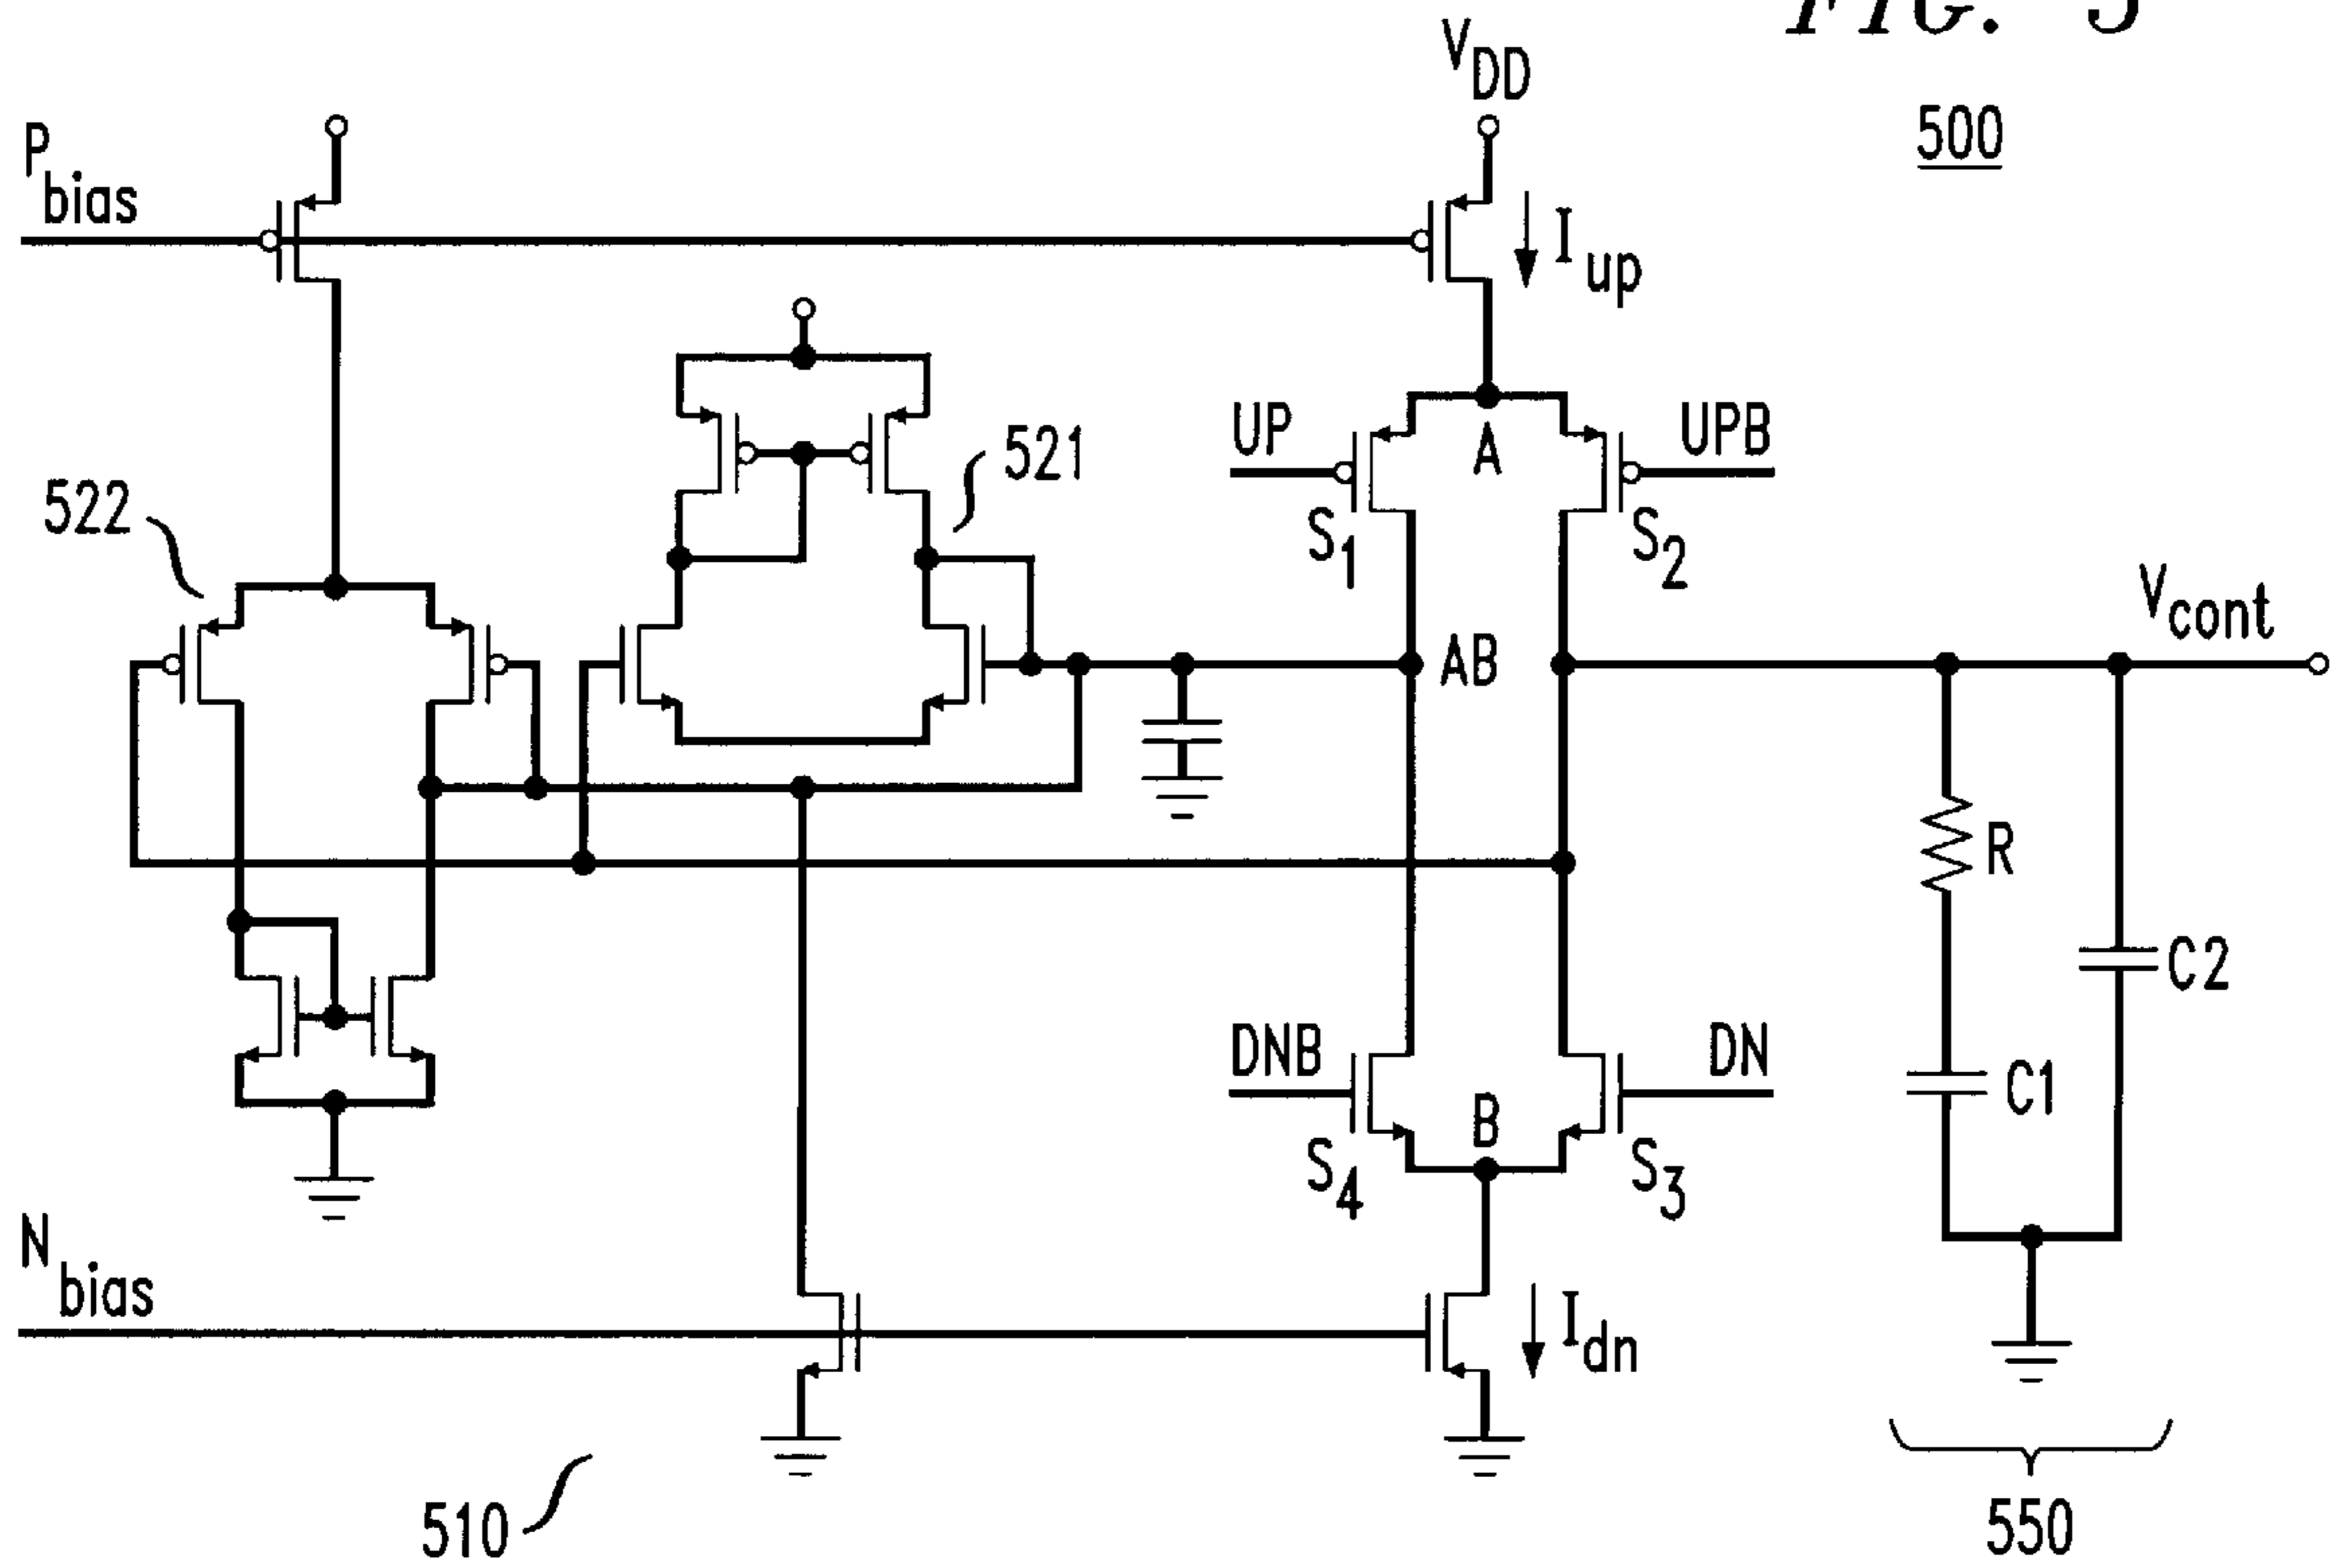 FIG. 5
500
VDD
Pbias
Iup
UP
A
UPB
S1
S2
521
522
Vcont
AB
R
C2
C1
DNB
DN
B
S4
S3
Nbias
Idn
510
550